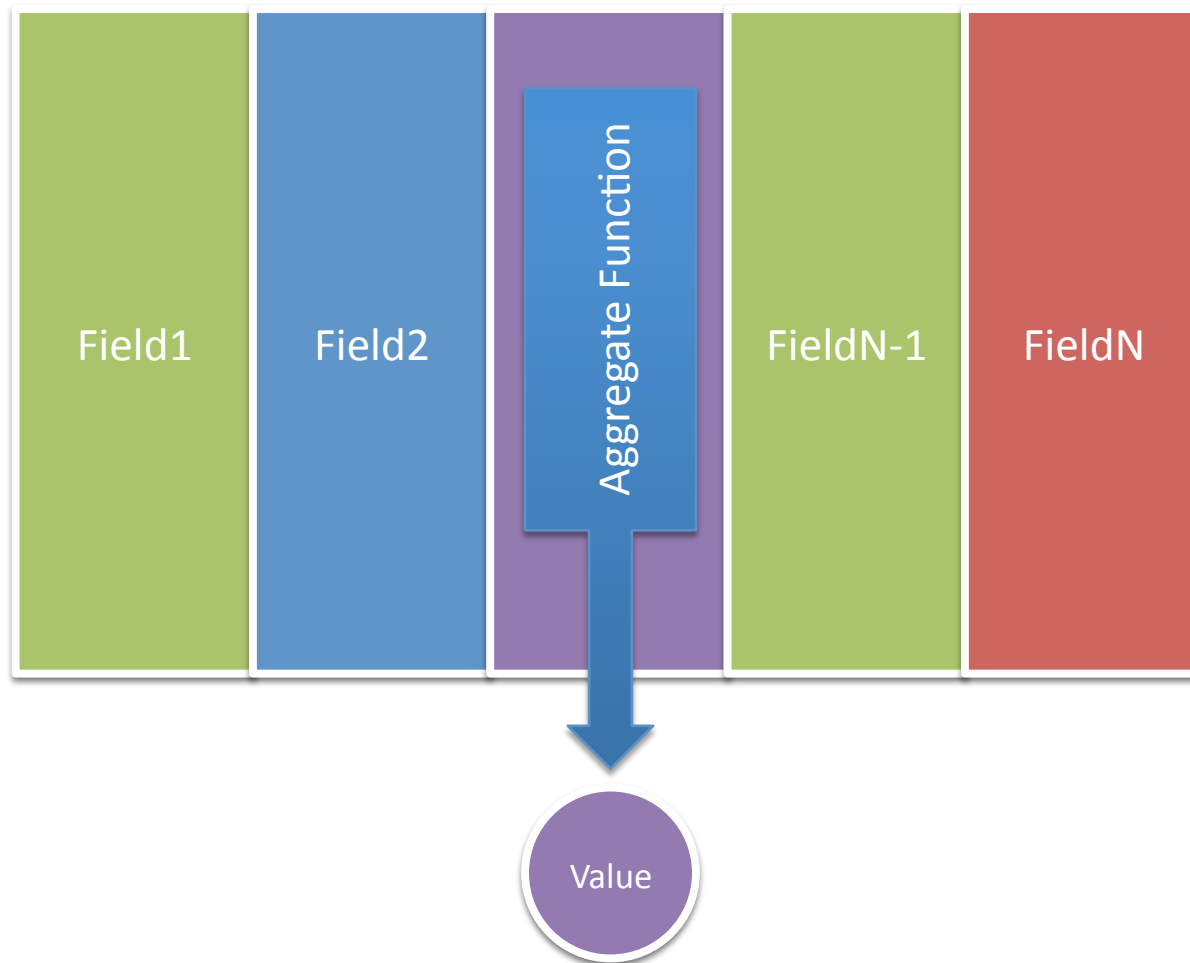 Field1
Field2
Aggregate Function
FieldN-1
FieldN
Value